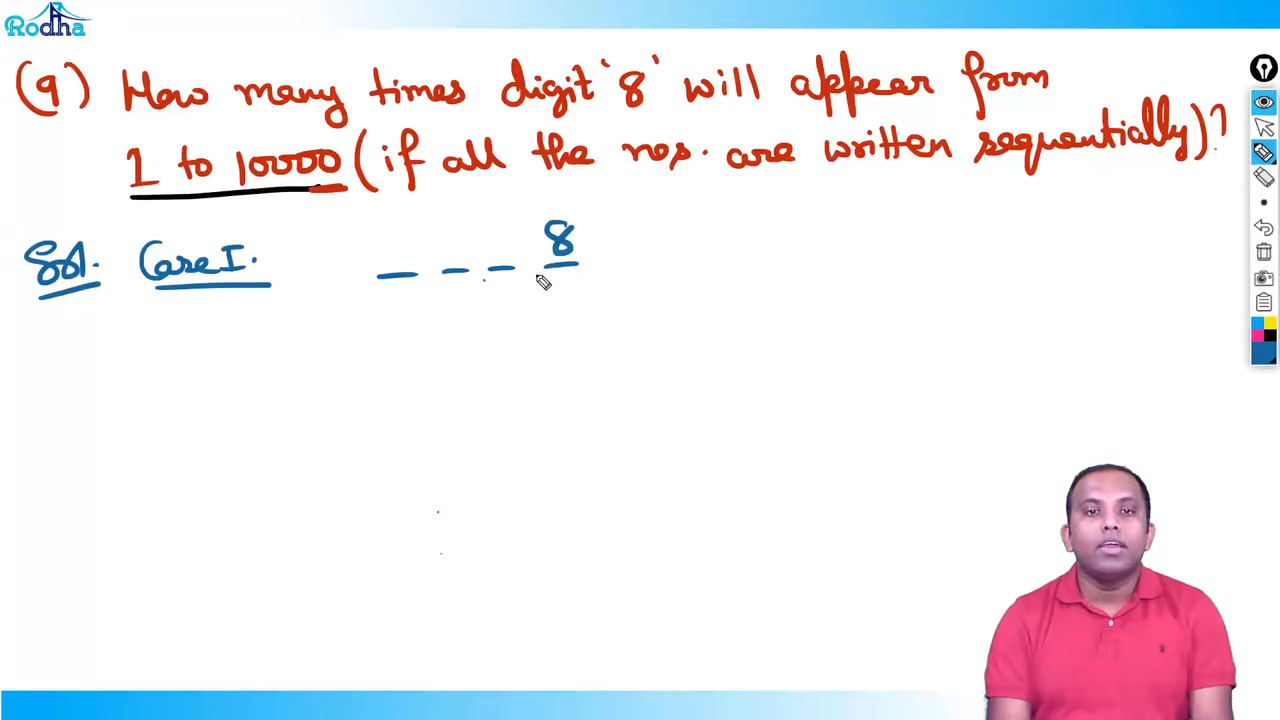 Rodha
(9) How many times digit '8' will appear from
1 to 10000 (if all the nos. are written sequentially)?
Sol. Case I. _ _ _ 8